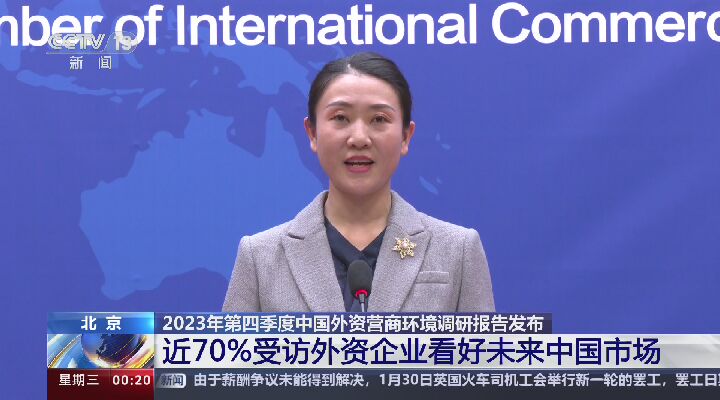 mber of International Commerc
CCTV 13
新闻
北京
2023年第四季度中国外资营商环境调研报告发布
近70%受访外资企业看好未来中国市场
星期三 00:20 新闻 由于薪酬争议未能得到解决，1月30日英国火车司机工会举行新一轮的罢工，罢工日期